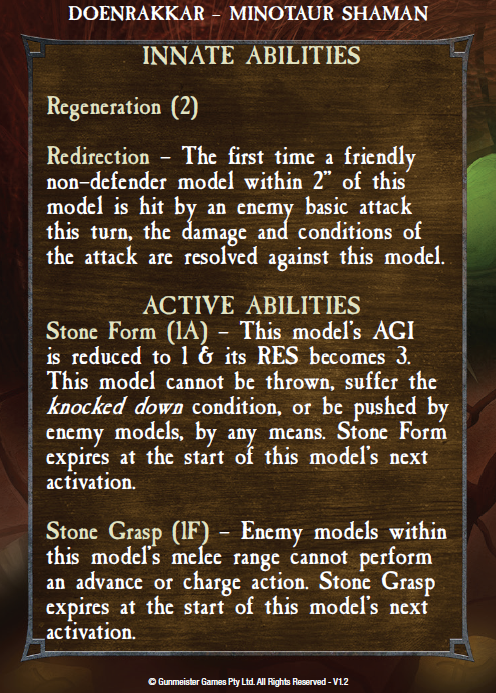 DOENRAKKAR – MINOTAUR SHAMAN
INNATE ABILITIES
Regeneration (2)
Redirection – The first time a friendly
non-defender model within 2" of this
model is hit by an enemy basic attack
this turn, the damage and conditions of
the attack are resolved against this model.
ACTIVE ABILITIES
Stone Form (1A) – This model's AGI
is reduced to 1 & its RES becomes 3.
This model cannot be thrown, suffer the
knocked down condition, or be pushed by
enemy models, by any means. Stone Form
expires at the start of this model's next
activation.
Stone Grasp (1F) – Enemy models within
this model's melee range cannot perform
an advance or charge action. Stone Grasp
expires at the start of this model's next
activation.
© Gunmeister Games Pty Ltd. All Rights Reserved - V1.2